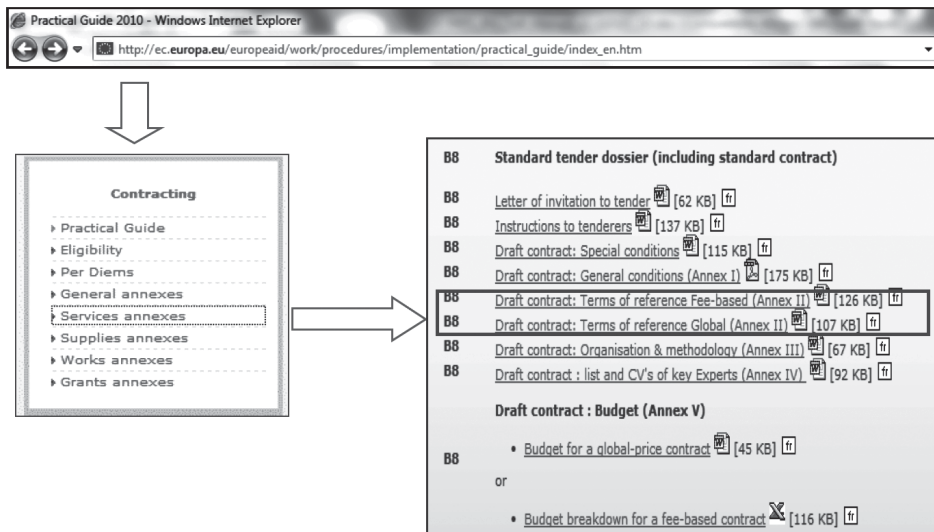 Practical Guide 2010 - Windows Internet Explorer
http://ec.europa.eu/europeaid/work/procedures/implementation/practical_guide/index_en.htm
Contracting
Practical Guide
Eligibility
Per Diems
General annexes
Services annexes
Supplies annexes
Works annexes
Grants annexes
B8 Standard tender dossier (including standard contract)
B8 Letter of invitation to tender [62 KB] fr
B8 Instructions to tenderers [137 KB] fr
B8 Draft contract: Special conditions [115 KB] fr
B8 Draft contract: General conditions (Annex I) [175 KB] fr
B8 Draft contract: Terms of reference Fee-based (Annex II) [126 KB] fr
B8 Draft contract: Terms of reference Global (Annex II) [107 KB] fr
B8 Draft contract: Organisation & methodology (Annex III) [67 KB] fr
B8 Draft contract : list and CV's of key Experts (Annex IV) [92 KB] fr
Draft contract : Budget (Annex V)
• Budget for a global-price contract [45 KB] fr
B8
or
• Budget breakdown for a fee-based contract [116 KB] fr